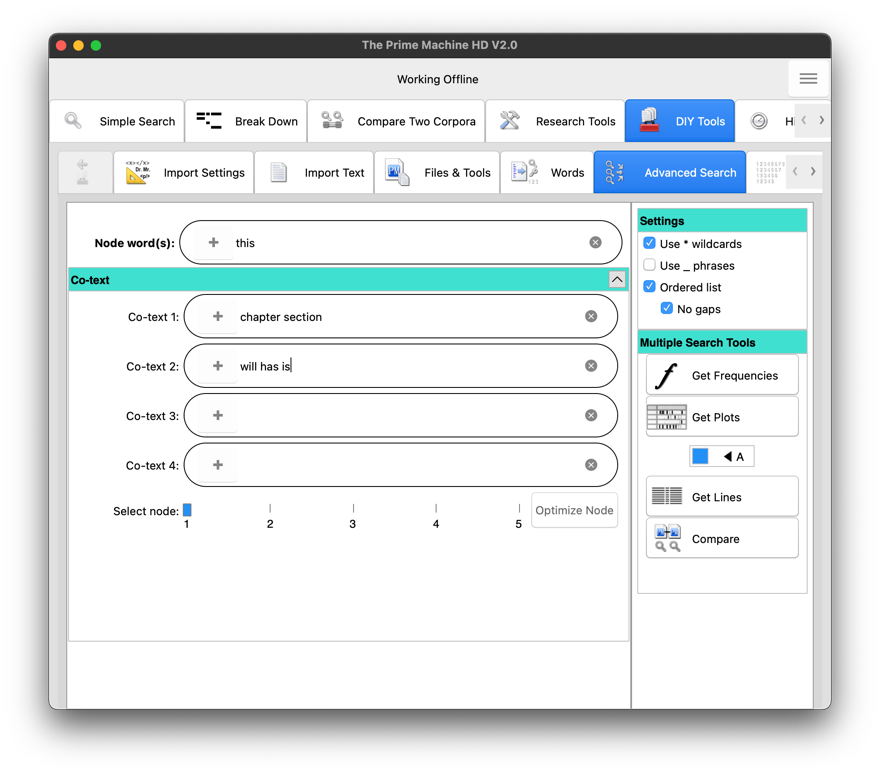 The Prime Machine HD V2.0
Working Offline
Simple Search
Break Down
Compare Two Corpora
Research Tools
DIY Tools
Hi
Import Settings
Import Text
Files & Tools
Words
Advanced Search
Node word(s): this
Co-text
Co-text 1: chapter section
Co-text 2: will has is
Co-text 3:
Co-text 4:
Select node:
1 2 3 4 5
Optimize Node
Settings
Use * wildcards
Use _ phrases
Ordered list
No gaps
Multiple Search Tools
Get Frequencies
Get Plots
A
Get Lines
Compare